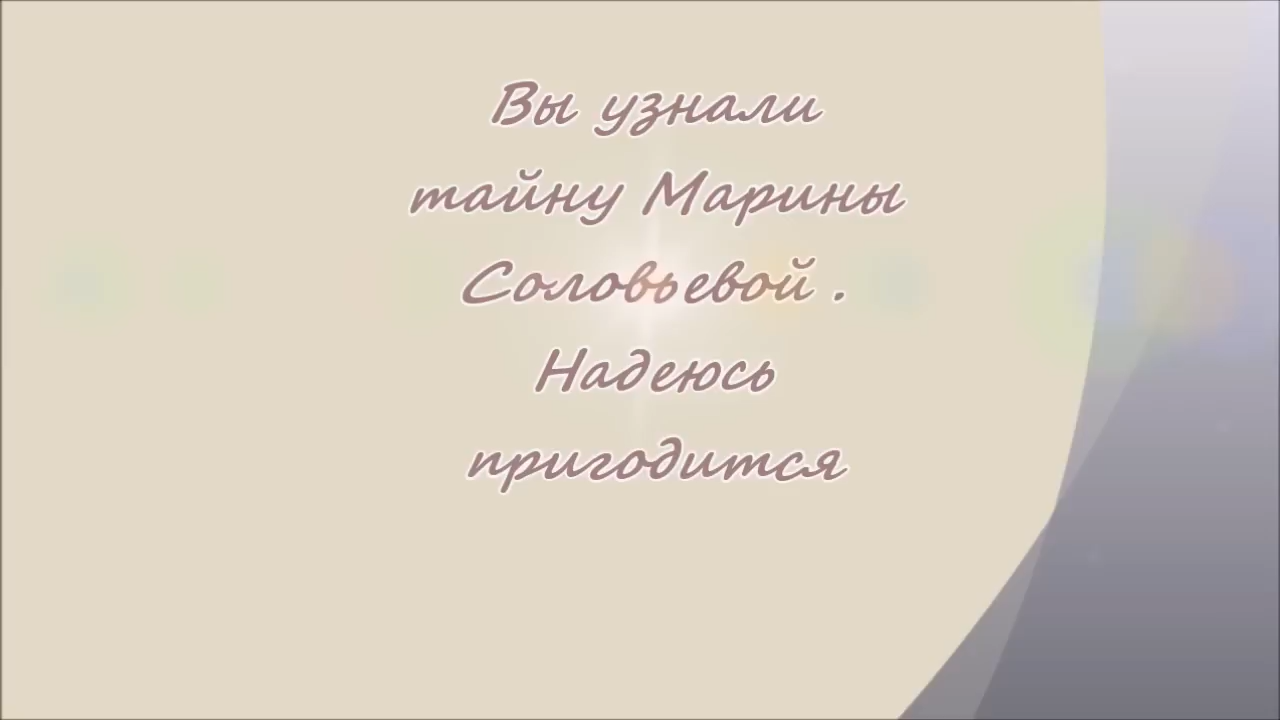 Вы узнали
тайну Марины
Соловьевой .
Надеюсь
пригодится